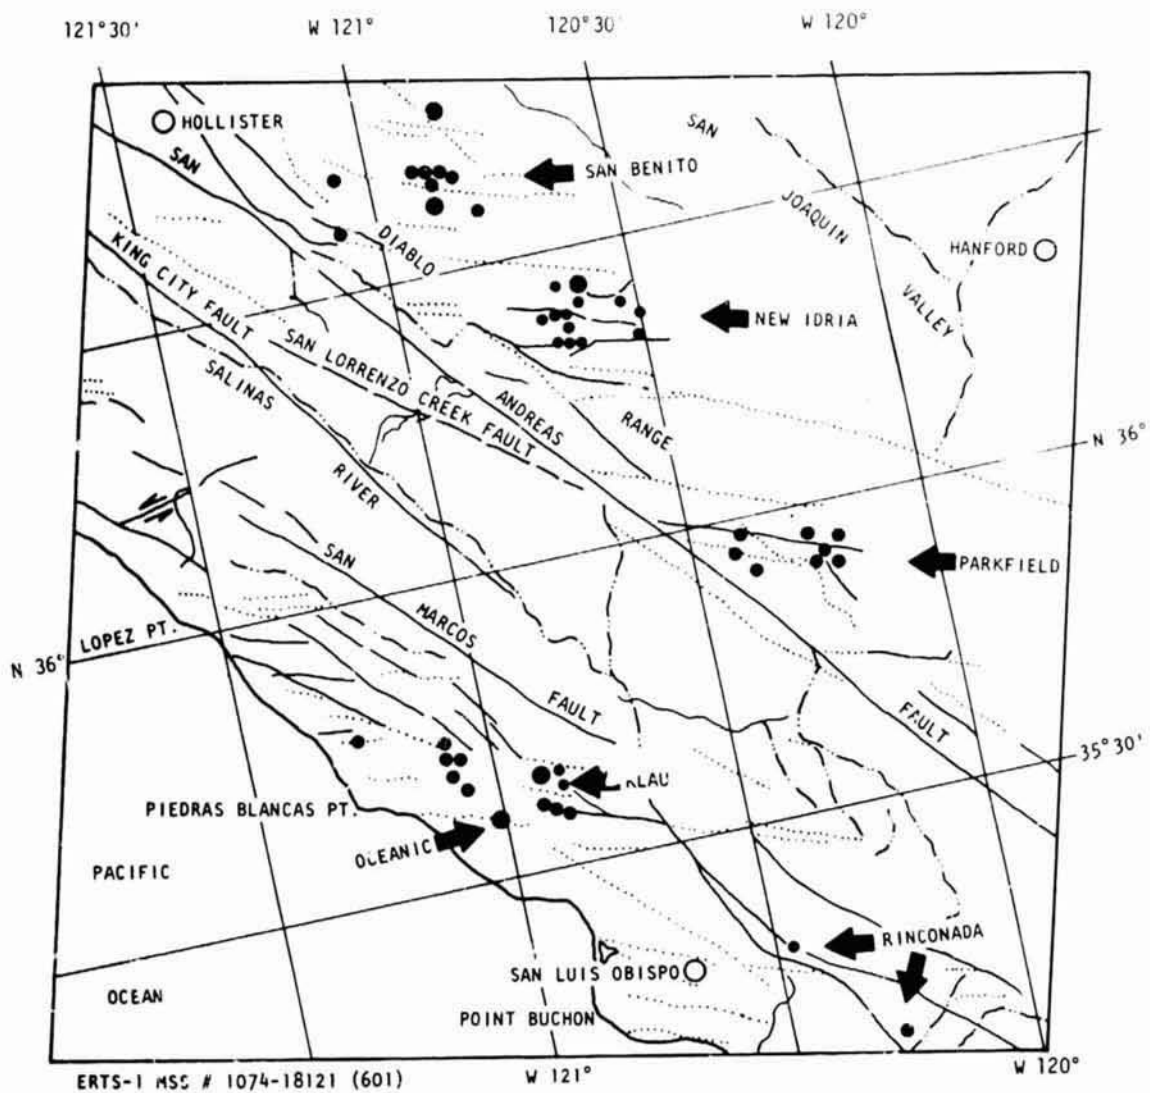 121°30' W 121° 120°30' W 120°
HOLLISTER
SAN
SAN
SAN BENITO
JOAQUIN
DIABLO
HANFORD
KING CITY FAULT
VALLEY
NEW IDRIA
SAN LORRENZO CREEK FAULT
SALINAS
ANDREAS
RANGE
N 36°
RIVER
SAN
PARKFIELD
MARCOS
LOPEZ PT.
N 36°
FAULT
FAULT
35°30'
PIEDRAS BLANCAS PT.
OCEANIC
PACIFIC
RINCONADA
SAN LUIS OBISPO
OCEAN
POINT BUCHON
ERTS-1 MSS # 1074-18121 (601)
W 121°
W 120°